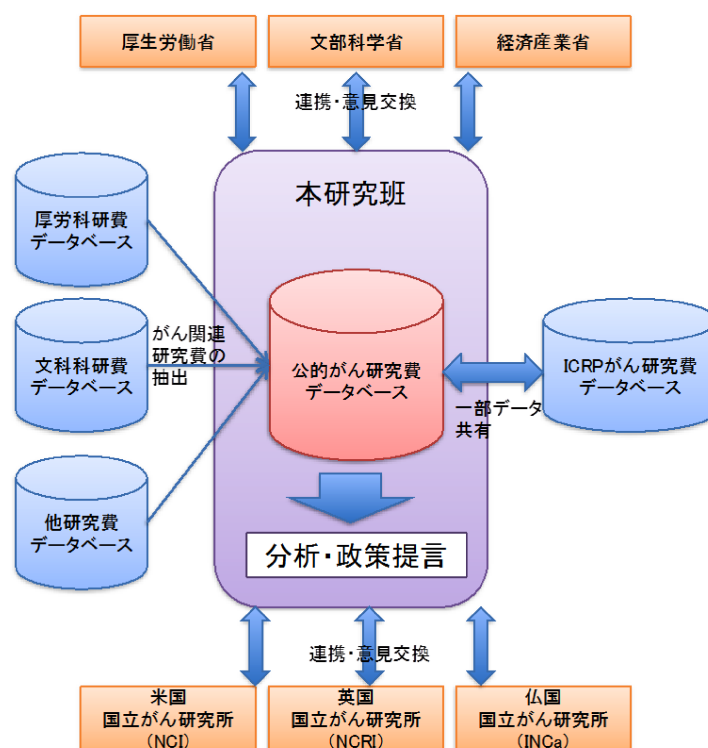 厚生労働省
文部科学省
経済産業省
連携・意見交換
本研究班
厚労科研費
データベース
文科科研費
データベース
他研究費
データベース
がん関連
研究費の
抽出
公的がん研究費
データベース
ICRPがん研究費
データベース
一部データ
共有
分析・政策提言
連携・意見交換
米国
国立がん研究所
(NCI)
英国
国立がん研究所
(NCRI)
仏国
国立がん研究所
(INCa)